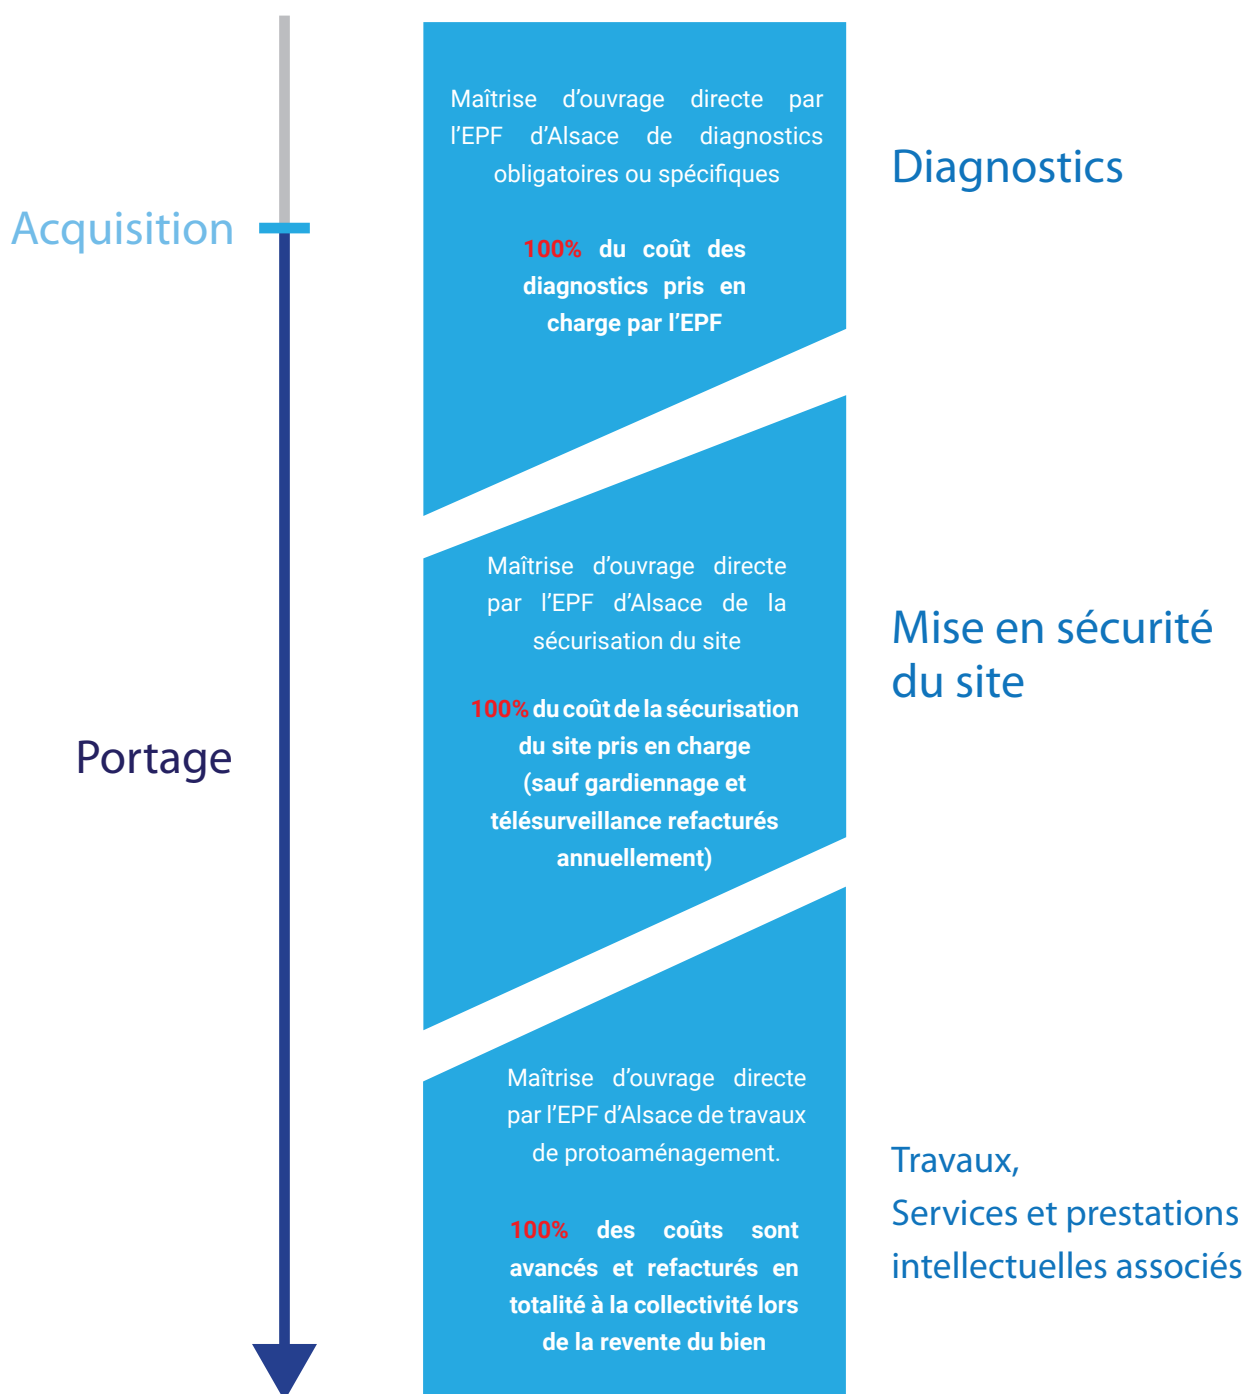 Maîtrise d'ouvrage directe par
l'EPF d'Alsace de diagnostics
obligatoires ou spécifiques
Diagnostics
Acquisition
100% du coût des
diagnostics pris en
charge par l'EPF
Maîtrise d'ouvrage directe
par l'EPF d'Alsace de la
sécurisation du site
Mise en sécurité
du site
100% du coût de la sécurisation
du site pris en charge
(sauf gardiennage et
télésurveillance refacturés
annuellement)
Portage
Maîtrise d'ouvrage directe
par l'EPF d'Alsace de travaux
de protoaménagement.
Travaux,
Services et prestations
intellectuelles associés
100% des coûts sont
avancés et refacturés en
totalité à la collectivité lors
de la revente du bien